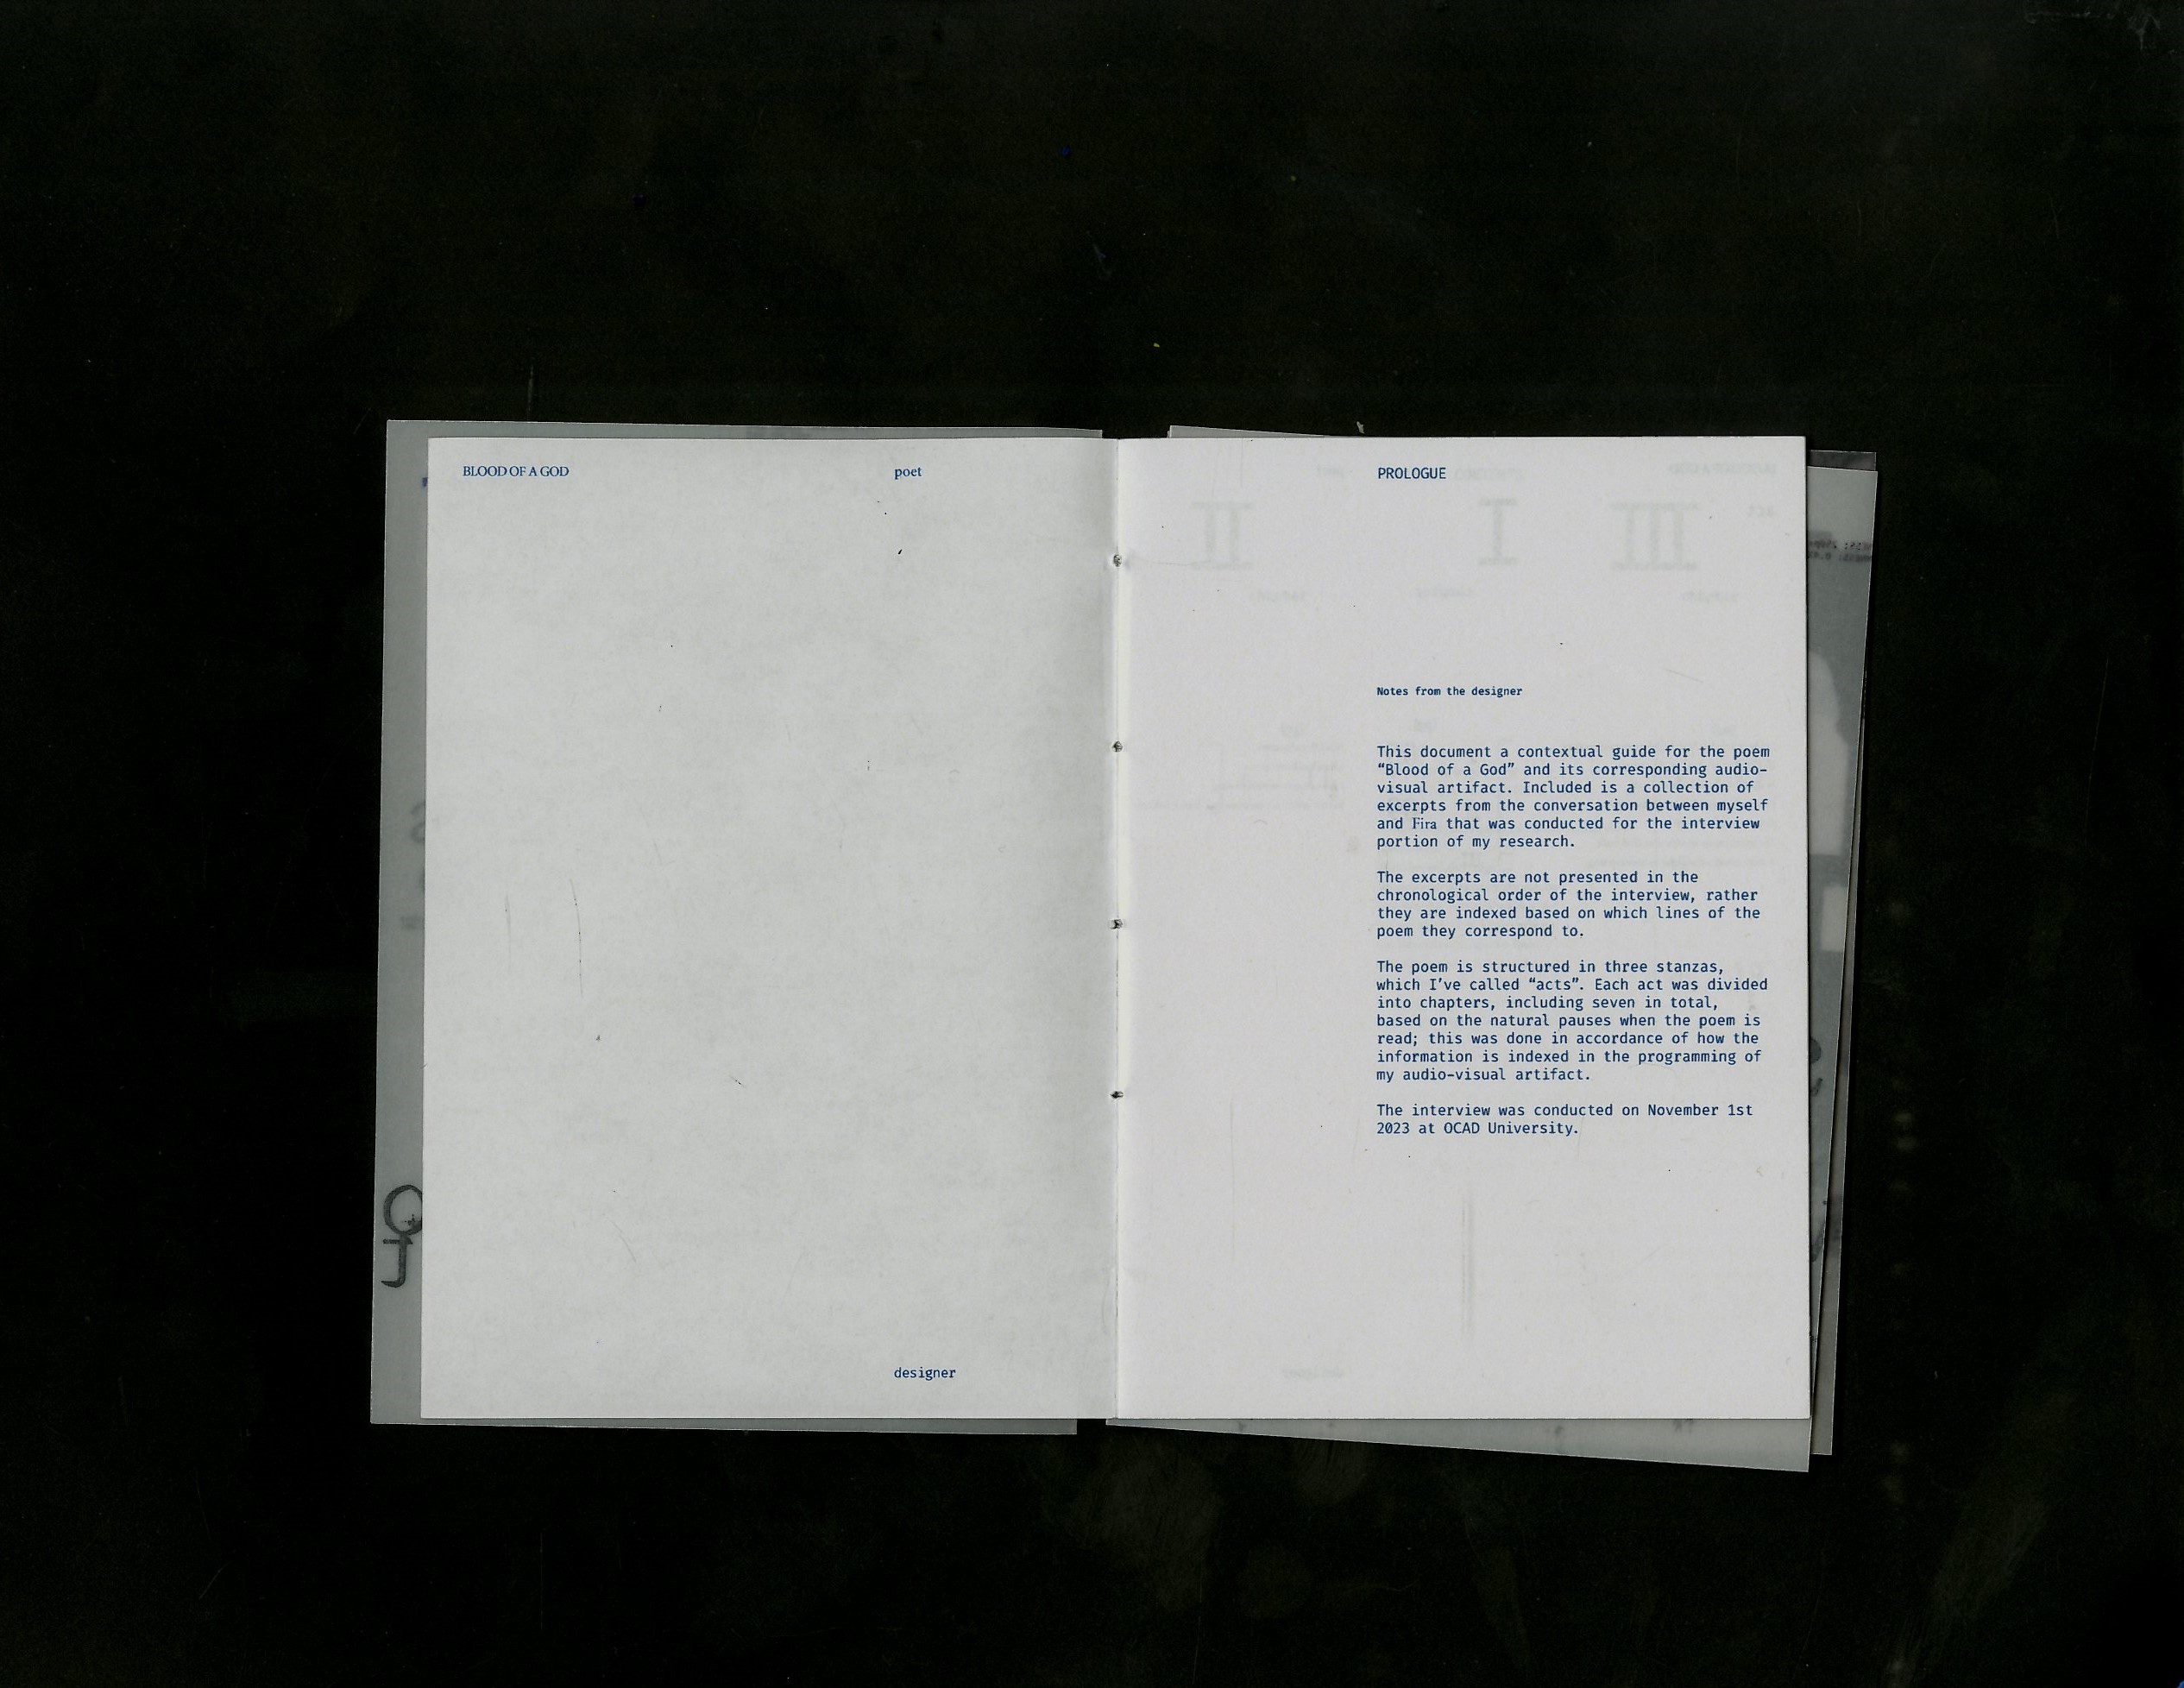 BLOOD OF A GOD
poet
designer
PROLOGUE
Notes from the designer
This document a contextual guide for the poem
“Blood of a God” and its corresponding audio-
visual artifact. Included is a collection of
excerpts from the conversation between myself
and Fira that was conducted for the interview
portion of my research.
The excerpts are not presented in the
chronological order of the interview, rather
they are indexed based on which lines of the
poem they correspond to.
The poem is structured in three stanzas,
which I’ve called “acts”. Each act was divided
into chapters, including seven in total,
based on the natural pauses when the poem is
read; this was done in accordance of how the
information is indexed in the programming of
my audio-visual artifact.
The interview was conducted on November 1st
2023 at OCAD University.